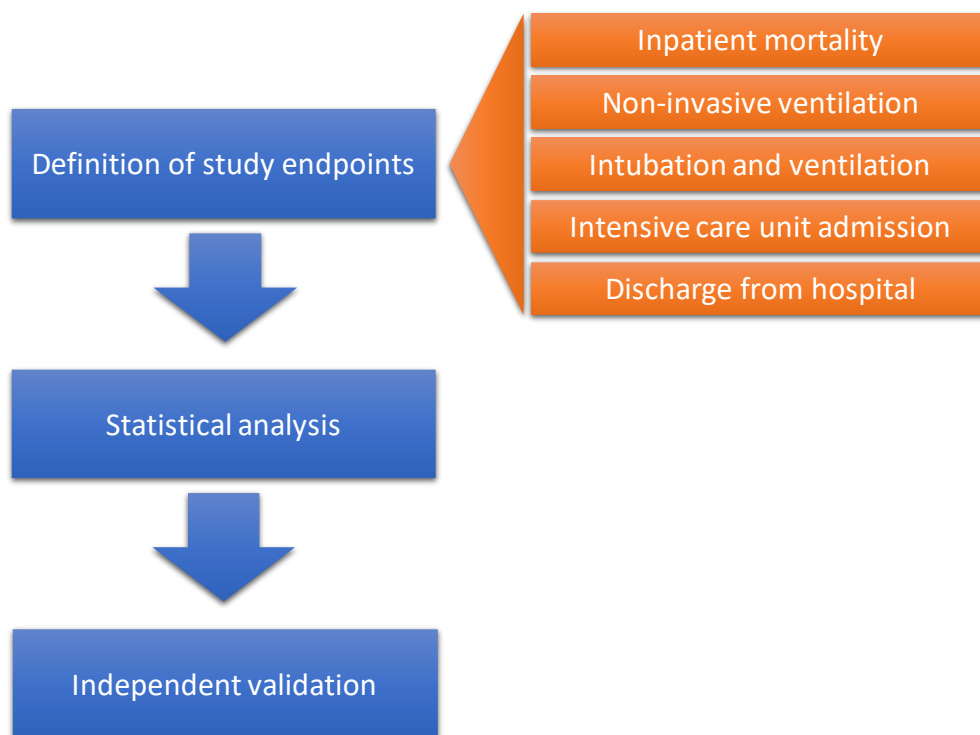 Definition of study endpoints
Inpatient mortality
Non-invasive ventilation
Intubation and ventilation
Intensive care unit admission
Discharge from hospital
Statistical analysis
Independent validation